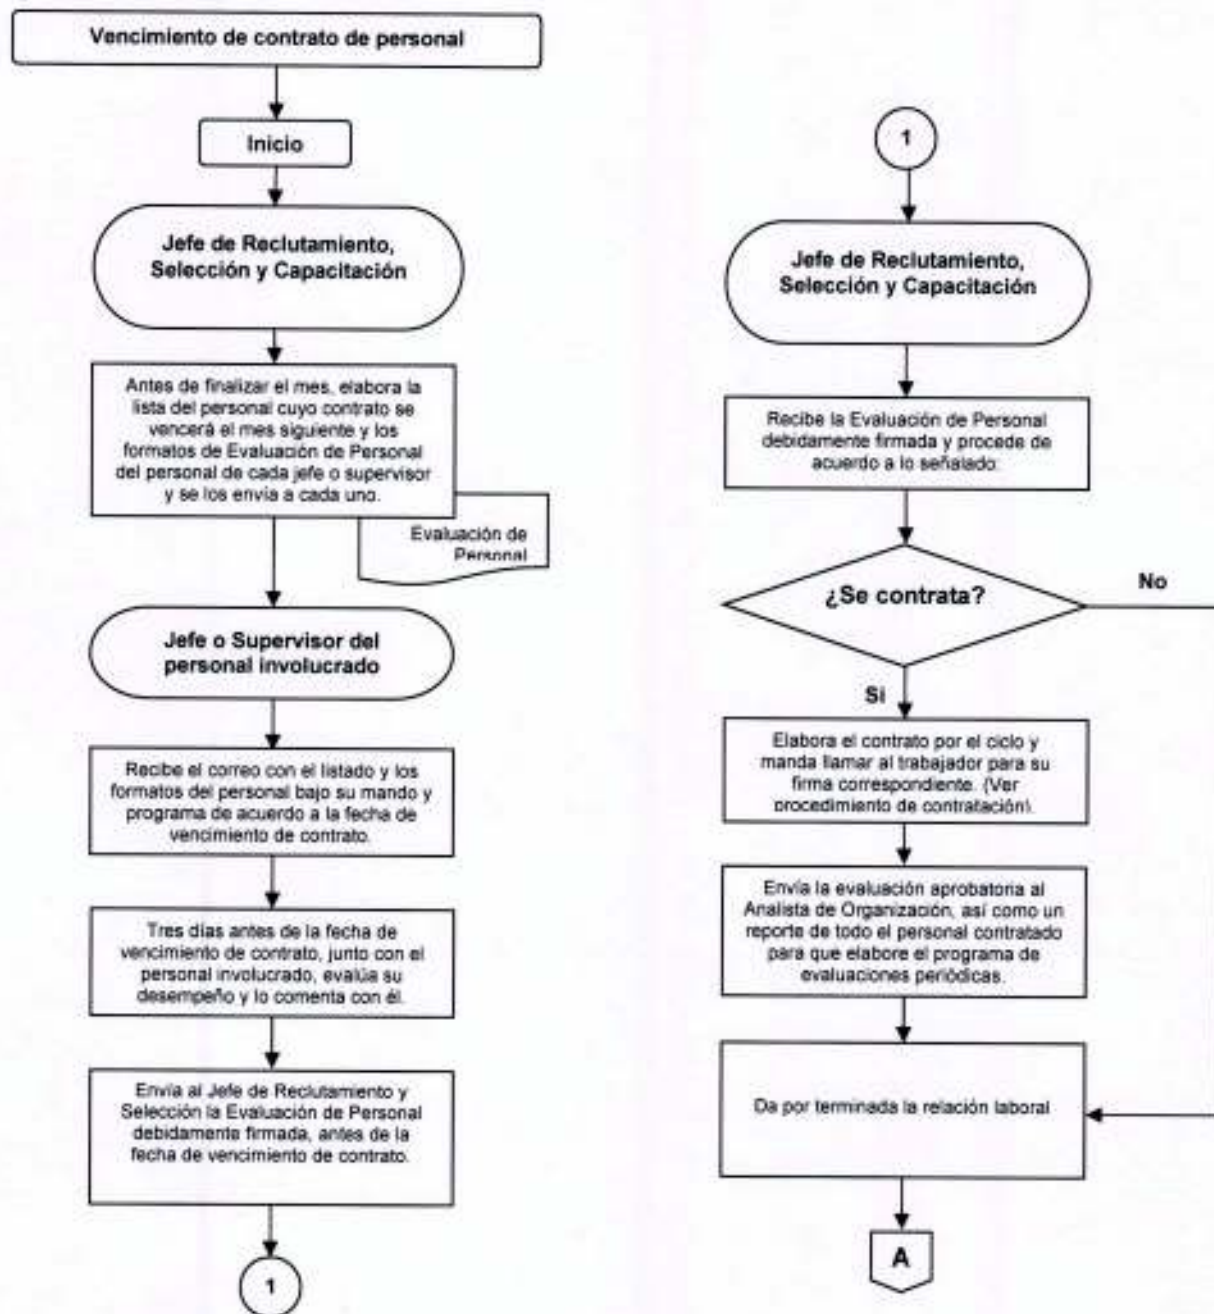 Vencimiento de contrato de personal
Inicio
Jefe de Reclutamiento,
Selección y Capacitación
Antes de finalizar el mes, elabora la
lista del personal cuyo contrato se
vencerá el mes siguiente y los
formatos de Evaluación de Personal
del personal de cada jefe o supervisor
y se los envía a cada uno.
Evaluación de
Personal
Jefe o Supervisor del
personal involucrado
Recibe el correo con el listado y los
formatos del personal bajo su mando y
programa de acuerdo a la fecha de
vencimiento de contrato.
Tres días antes de la fecha de
vencimiento de contrato, junto con el
personal involucrado, evalúa su
desempeño y lo comenta con él.
Envía al Jefe de Reclutamiento y
Selección la Evaluación de Personal
debidamente firmada, antes de la
fecha de vencimiento de contrato.
1
1
Jefe de Reclutamiento,
Selección y Capacitación
Recibe la Evaluación de Personal
debidamente firmada y procede de
acuerdo a lo señalado:
¿Se contrata?
No
Si
Elabora el contrato por el ciclo y
manda llamar al trabajador para su
firma correspondiente. (Ver
procedimiento de contratación).
Envía la evaluación aprobatoria al
Analista de Organización, así como un
reporte de todo el personal contratado
para que elabore el programa de
evaluaciones periódicas.
Da por terminada la relación laboral
A